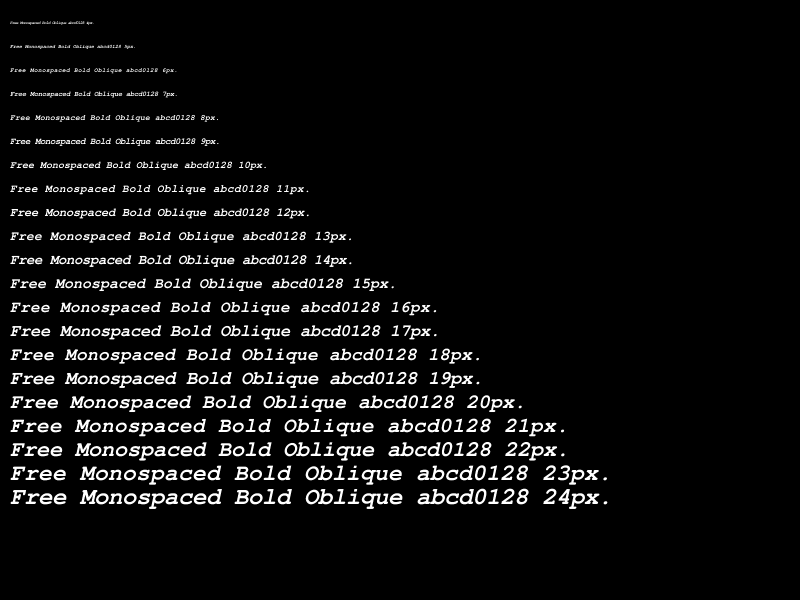 Free Monospaced Bold Oblique abcd0128 4px.
Free Monospaced Bold Oblique abcd0128 5px.
Free Monospaced Bold Oblique abcd0128 6px.
Free Monospaced Bold Oblique abcd0128 7px.
Free Monospaced Bold Oblique abcd0128 8px.
Free Monospaced Bold Oblique abcd0128 9px.
Free Monospaced Bold Oblique abcd0128 10px.
Free Monospaced Bold Oblique abcd0128 11px.
Free Monospaced Bold Oblique abcd0128 12px.
Free Monospaced Bold Oblique abcd0128 13px.
Free Monospaced Bold Oblique abcd0128 14px.
Free Monospaced Bold Oblique abcd0128 15px.
Free Monospaced Bold Oblique abcd0128 16px.
Free Monospaced Bold Oblique abcd0128 17px.
Free Monospaced Bold Oblique abcd0128 18px.
Free Monospaced Bold Oblique abcd0128 19px.
Free Monospaced Bold Oblique abcd0128 20px.
Free Monospaced Bold Oblique abcd0128 21px.
Free Monospaced Bold Oblique abcd0128 22px.
Free Monospaced Bold Oblique abcd0128 23px.
Free Monospaced Bold Oblique abcd0128 24px.